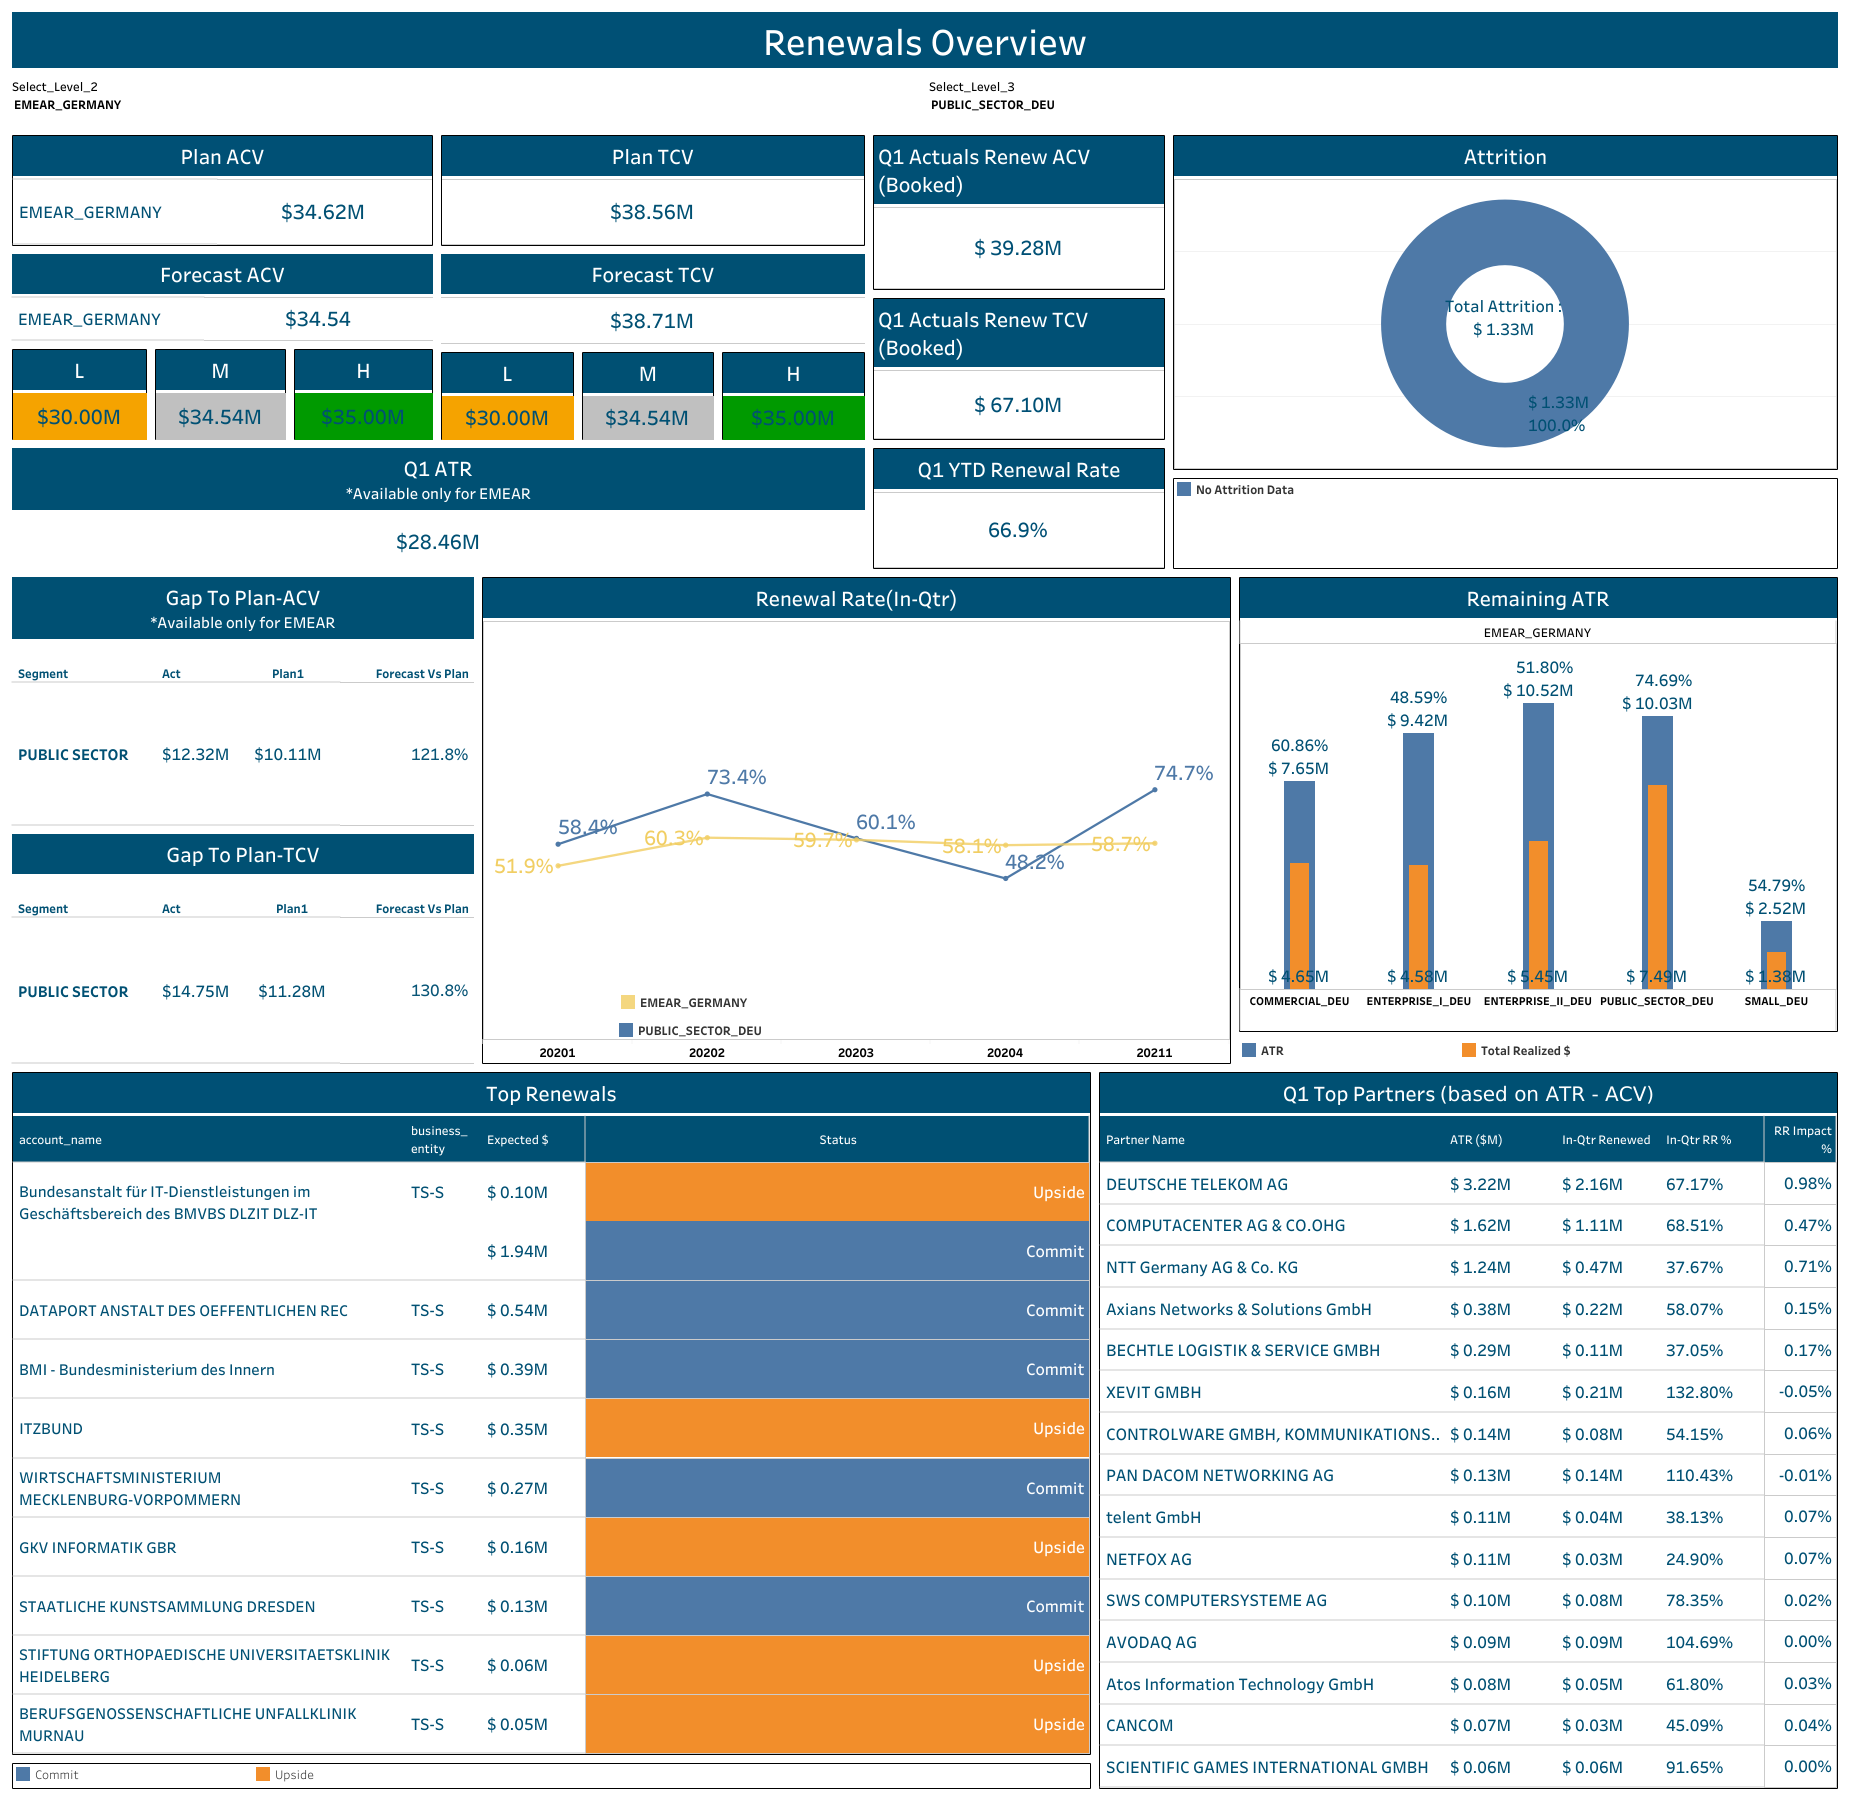 Renewals Overview
Select_Level_2
EMEAR_GERMANY
Select_Level_3
PUBLIC_SECTOR_DEU
Plan ACV
EMEAR_GERMANY $34.62M
Plan TCV
$38.56M
Forecast ACV
EMEAR_GERMANY $34.54
Forecast TCV
$38.71M
L M H
$30.00M $34.54M $35.00M
L M H
$30.00M $34.54M $35.00M
Q1 Actuals Renew ACV
(Booked)
$ 39.28M
Q1 Actuals Renew TCV
(Booked)
$ 67.10M
Attrition
Total Attrition :
$ 1.33M
$ 1.33M
100.0%
No Attrition Data
Q1 ATR
*Available only for EMEAR
$28.46M
Q1 YTD Renewal Rate
66.9%
Gap To Plan-ACV
*Available only for EMEAR
Segment Act Plan1 Forecast Vs Plan
PUBLIC SECTOR $12.32M $10.11M 121.8%
Gap To Plan-TCV
Segment Act Plan1 Forecast Vs Plan
PUBLIC SECTOR $14.75M $11.28M 130.8%
Renewal Rate(In-Qtr)
58.4% 73.4% 60.1% 48.2% 74.7%
51.9% 60.3% 59.7% 58.1% 58.7%
EMEAR_GERMANY
PUBLIC_SECTOR_DEU
20201 20202 20203 20204 20211
Remaining ATR
EMEAR_GERMANY
60.86% 48.59% 51.80% 74.69% 54.79%
$ 7.65M $ 9.42M $ 10.52M $ 10.03M $ 2.52M
$ 4.65M $ 4.58M $ 5.45M $ 7.49M $ 1.38M
COMMERCIAL_DEU ENTERPRISE_I_DEU ENTERPRISE_II_DEU PUBLIC_SECTOR_DEU SMALL_DEU
ATR Total Realized $
Top Renewals
account_name business_
entity Expected $ Status
Bundesanstalt für IT-Dienstleistungen im
Geschäftsbereich des BMVBS DLZIT DLZ-IT
TS-S $ 0.10M Upside
$ 1.94M Commit
DATAPORT ANSTALT DES OEFFENTLICHEN REC TS-S $ 0.54M Commit
BMI - Bundesministerium des Innern TS-S $ 0.39M Commit
ITZBUND TS-S $ 0.35M Upside
WIRTSCHAFTSMINISTERIUM
MECKLENBURG-VORPOMMERN TS-S $ 0.27M Commit
GKV INFORMATIK GBR TS-S $ 0.16M Upside
STAATLICHE KUNSTSAMMLUNG DRESDEN TS-S $ 0.13M Commit
STIFTUNG ORTHOPAEDISCHE UNIVERSITAETSKLINIK
HEIDELBERG TS-S $ 0.06M Upside
BERUFSGENOSSENSCHAFTLICHE UNFALLKLINIK
MURNAU TS-S $ 0.05M Upside
Commit Upside
Q1 Top Partners (based on ATR - ACV)
Partner Name ATR ($M) In-Qtr Renewed In-Qtr RR % RR Impact
%
DEUTSCHE TELEKOM AG $ 3.22M $ 2.16M 67.17% 0.98%
COMPUTACENTER AG & CO.OHG $ 1.62M $ 1.11M 68.51% 0.47%
NTT Germany AG & Co. KG $ 1.24M $ 0.47M 37.67% 0.71%
Axians Networks & Solutions GmbH $ 0.38M $ 0.22M 58.07% 0.15%
BECHTLE LOGISTIK & SERVICE GMBH $ 0.29M $ 0.11M 37.05% 0.17%
XEVIT GMBH $ 0.16M $ 0.21M 132.80% -0.05%
CONTROLWARE GMBH, KOMMUNIKATIONS.. $ 0.14M $ 0.08M 54.15% 0.06%
PAN DACOM NETWORKING AG $ 0.13M $ 0.14M 110.43% -0.01%
telent GmbH $ 0.11M $ 0.04M 38.13% 0.07%
NETFOX AG $ 0.11M $ 0.03M 24.90% 0.07%
SWS COMPUTERSYSTEME AG $ 0.10M $ 0.08M 78.35% 0.02%
AVODAQ AG $ 0.09M $ 0.09M 104.69% 0.00%
Atos Information Technology GmbH $ 0.08M $ 0.05M 61.80% 0.03%
CANCOM $ 0.07M $ 0.03M 45.09% 0.04%
SCIENTIFIC GAMES INTERNATIONAL GMBH $ 0.06M $ 0.06M 91.65% 0.00%